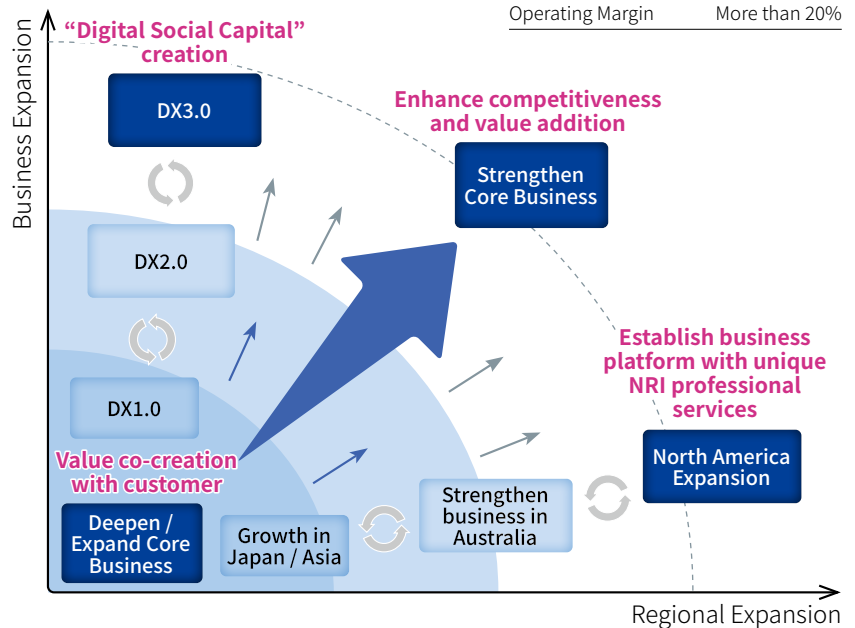 Operating Margin More than 20%
Business Expansion
“Digital Social Capital”
creation
DX3.0
Enhance competitiveness
and value addition
Strengthen
Core Business
DX2.0
DX1.0
Establish business
platform with unique
NRI professional
services
North America
Expansion
Value co-creation
with customer
Deepen /
Expand Core
Business
Growth in
Japan / Asia
Strengthen
business in
Australia
Regional Expansion